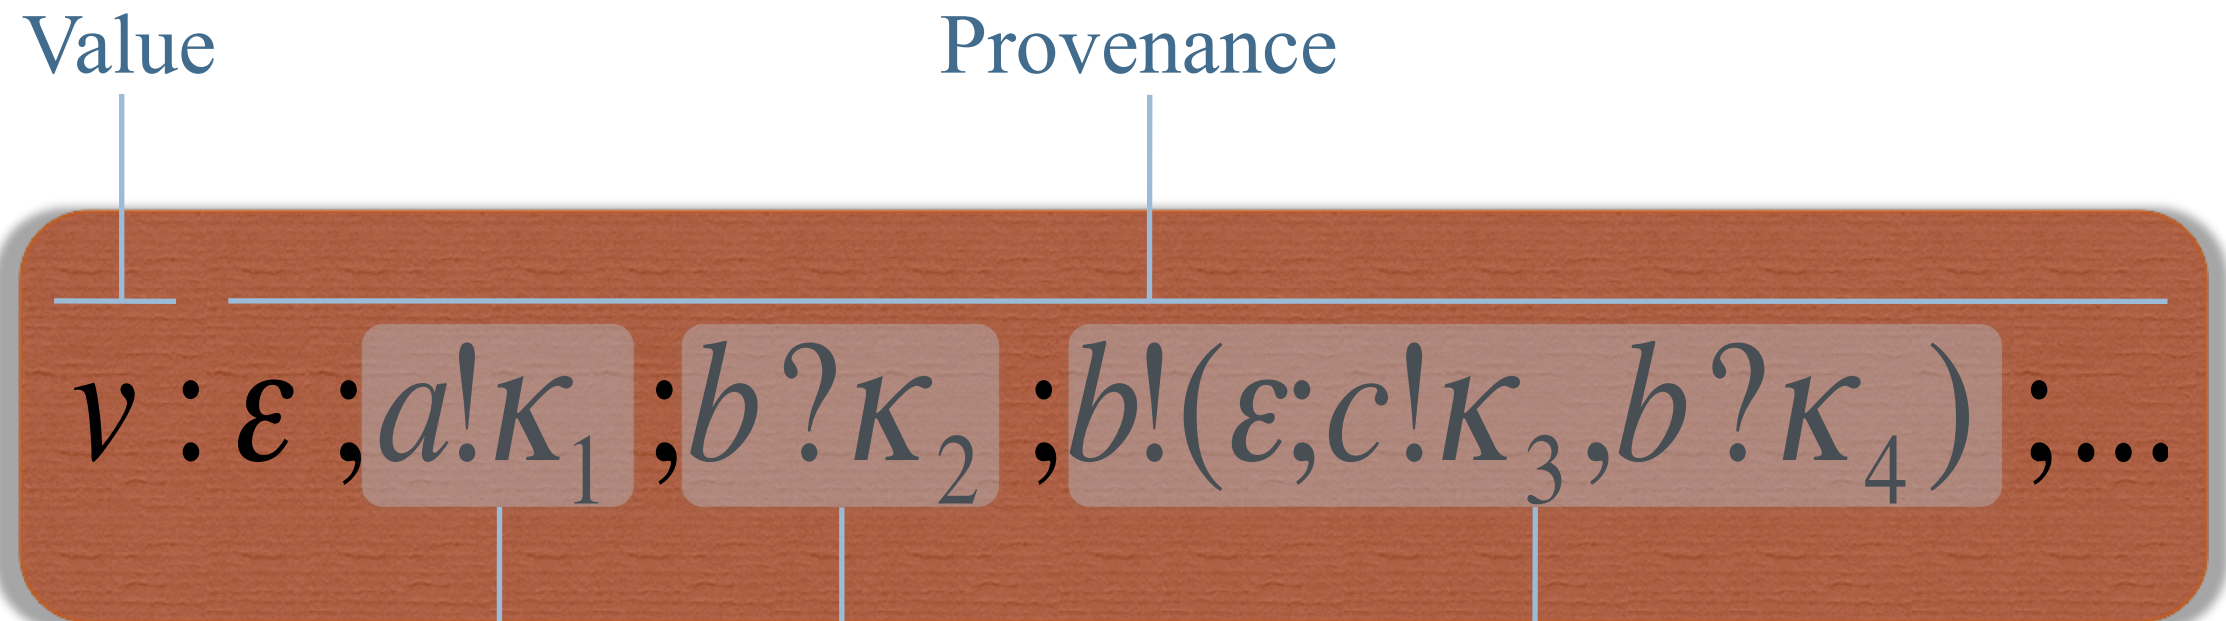 Value Provenance
v : ε ; a!κ₁ ; b?κ₂ ; b!(ε;c!κ₃,b?κ₄) ;...